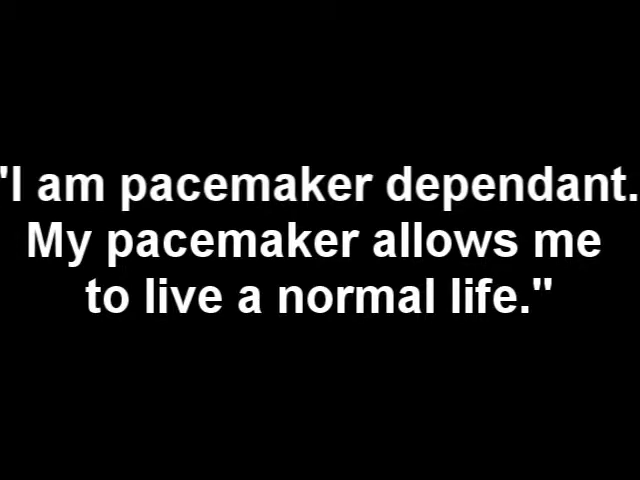 "I am pacemaker dependant.
My pacemaker allows me
to live a normal life."